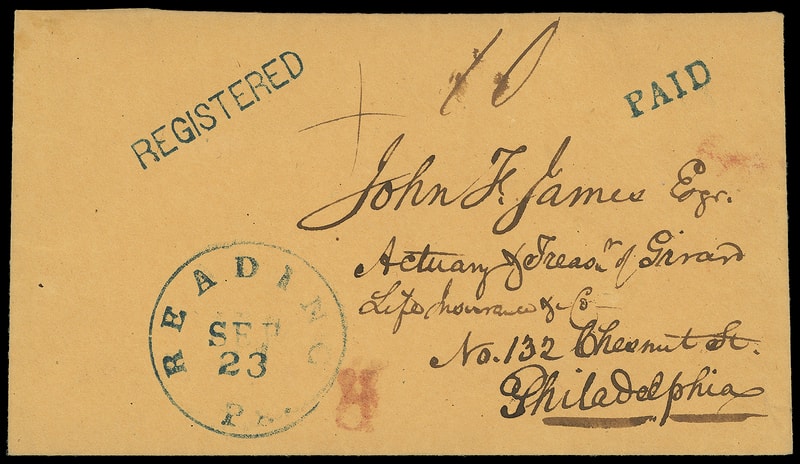 REGISTERED
10
PAID
John F. James Esqr.
Actuary & Treasr of Girard
Life Insurance & Co
No. 132 Chesnut St.
Philadelphia
READING
SEP
23
Pa.